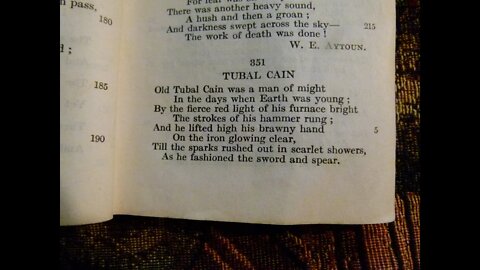 n pass,
180
;
185
190
For fear was
There was another heavy sound,
A hush and then a groan ;
And darkness swept across the sky— 215
The work of death was done !
W. E. Aytoun.
351
TUBAL CAIN
Old Tubal Cain was a man of might
In the days when Earth was young ;
By the fierce red light of his furnace bright
The strokes of his hammer rung ;
And he lifted high his brawny hand 5
On the iron glowing clear,
Till the sparks rushed out in scarlet showers,
As he fashioned the sword and spear.